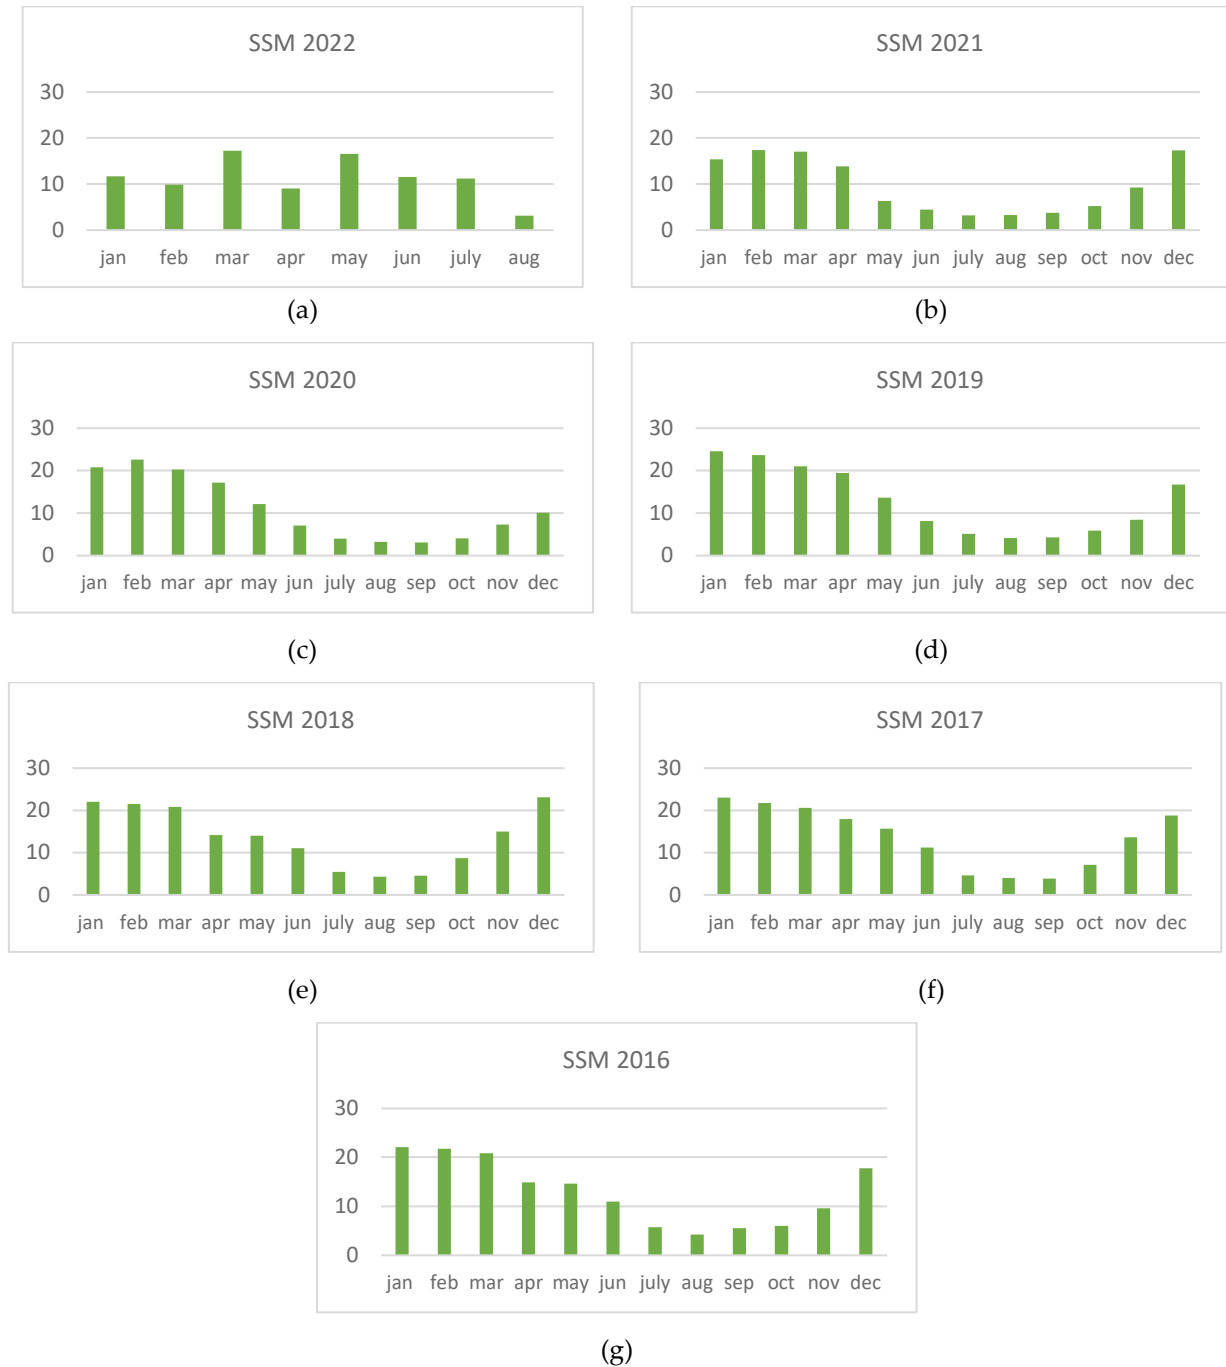 SSM 2022
30
20
10
0
jan feb mar apr may jun july aug
(a)
SSM 2021
30
20
10
0
jan feb mar apr may jun july aug sep oct nov dec
(b)
SSM 2020
30
20
10
0
jan feb mar apr may jun july aug sep oct nov dec
(c)
SSM 2019
30
20
10
0
jan feb mar apr may jun july aug sep oct nov dec
(d)
SSM 2018
30
20
10
0
jan feb mar apr may jun july aug sep oct nov dec
(e)
SSM 2017
30
20
10
0
jan feb mar apr may jun july aug sep oct nov dec
(f)
SSM 2016
30
20
10
0
jan feb mar apr may jun july aug sep oct nov dec
(g)